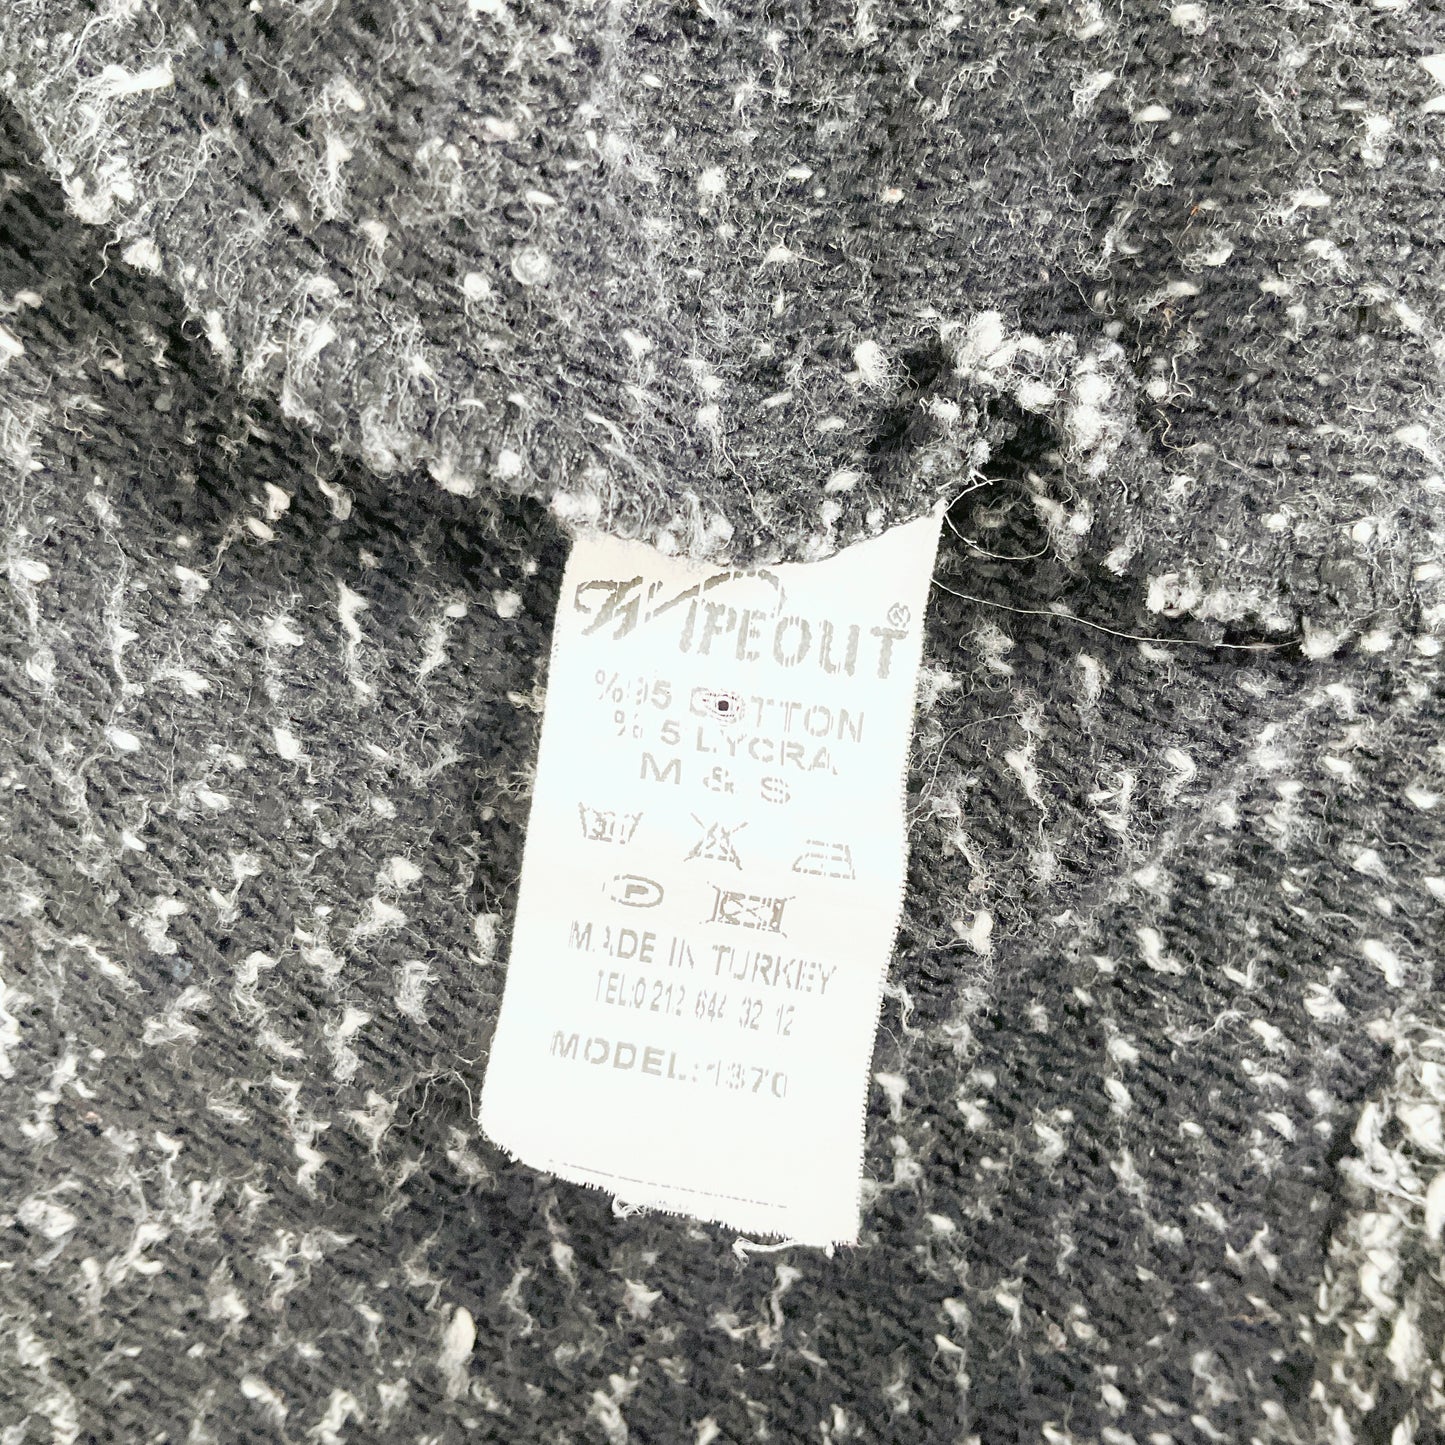 WIPEOUT®
%95 COTTON
% 5 LYCRA
M & S
P
MADE IN TURKEY
TEL:0 212 644 32 12
MODEL:1370